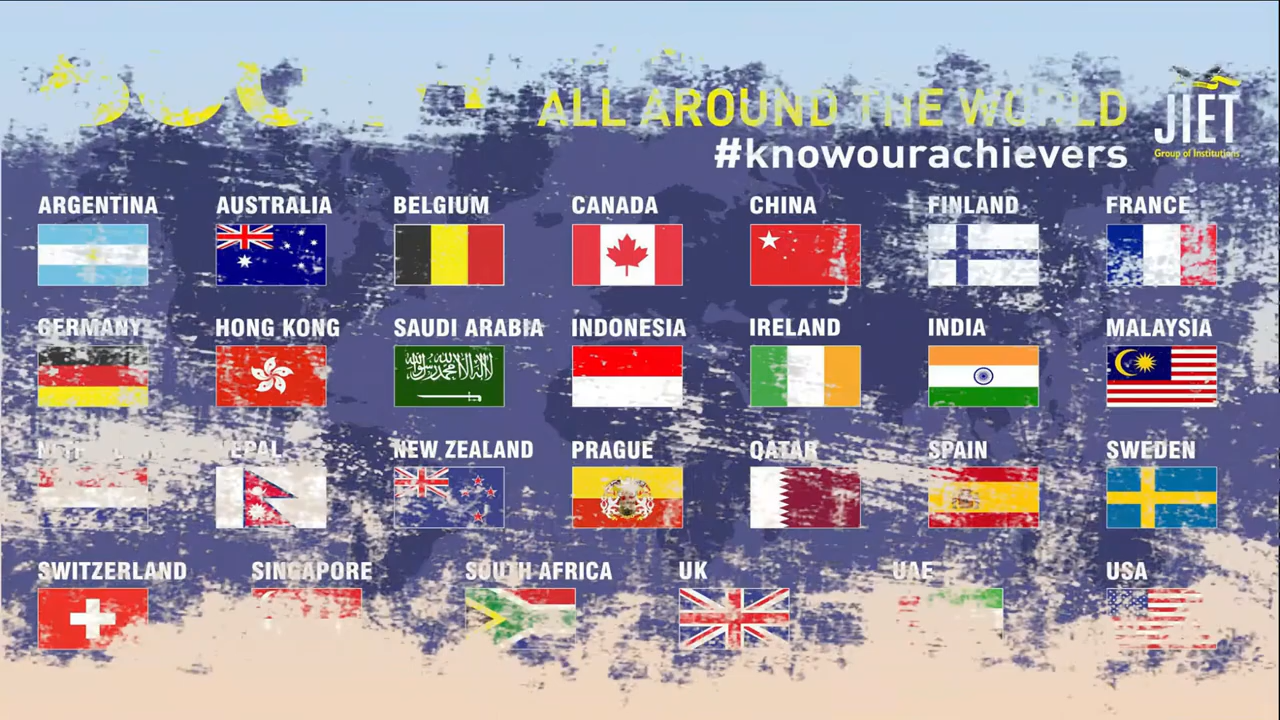 ALL AROUND THE WORLD
#knowourachievers
JIET
Group of Institutions
ARGENTINA AUSTRALIA BELGIUM CANADA CHINA FINLAND FRANCE
GERMANY HONG KONG SAUDI ARABIA INDONESIA IRELAND INDIA MALAYSIA
NEPAL NEW ZEALAND PRAGUE QATAR SPAIN SWEDEN
SWITZERLAND SINGAPORE SOUTH AFRICA UK UAE USA